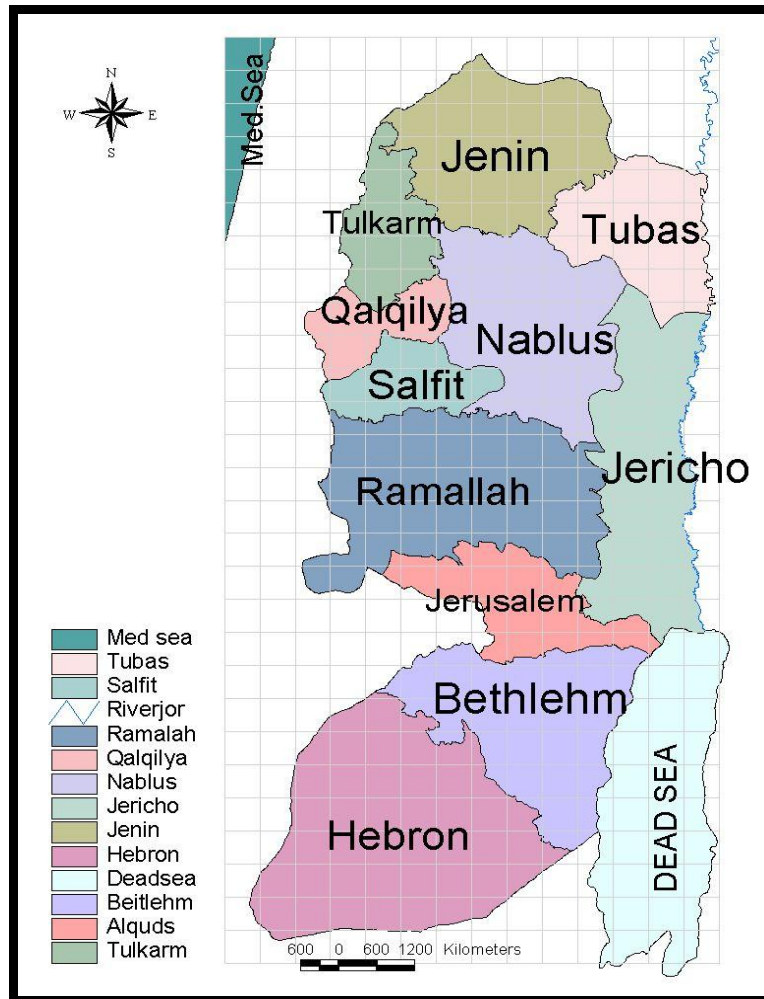 N
W E
S
Med.Sea
Jenin
Tulkarm
Tubas
Qalqilya
Nablus
Salfit
Jericho
Ramallah
Jerusalem
Bethlehm
Hebron
DEAD SEA
Med sea
Tubas
Salfit
Riverjor
Ramalah
Qalqilya
Nablus
Jericho
Jenin
Hebron
Deadsea
Beitlehm
Alquds
Tulkarm
600 0 600 1200 Kilometers